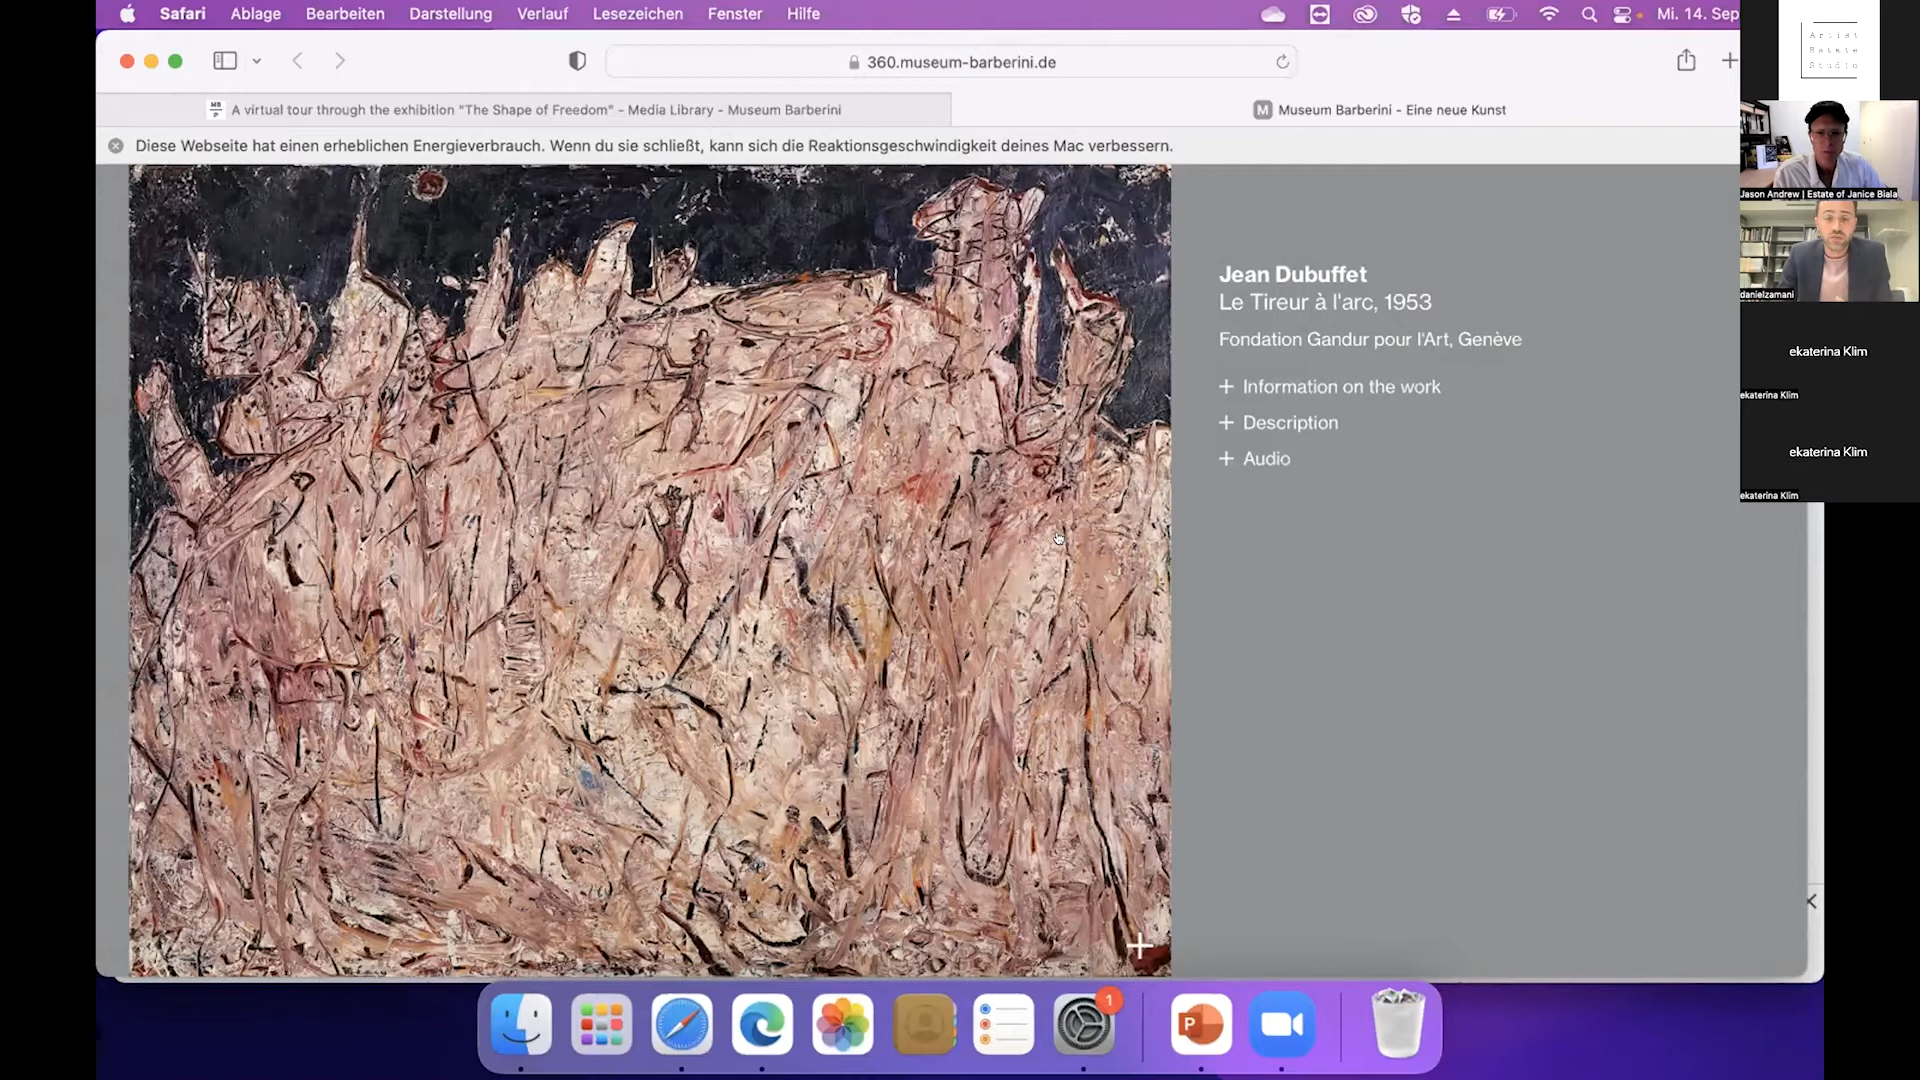 Safari Ablage Bearbeiten Darstellung Verlauf Lesezeichen Fenster Hilfe Mi. 14. Sep
360.museum-barberini.de
MB
P
A virtual tour through the exhibition "The Shape of Freedom" - Media Library - Museum Barberini
M Museum Barberini - Eine neue Kunst
Diese Webseite hat einen erheblichen Energieverbrauch. Wenn du sie schließt, kann sich die Reaktionsgeschwindigkeit deines Mac verbessern.
Jean Dubuffet
Le Tireur à l'arc, 1953
Fondation Gandur pour l'Art, Genève
+ Information on the work
+ Description
+ Audio
Artist
Estate
Studio
Jason Andrew | Estate of Janice Biala
danielzamani
ekaterina Klim
ekaterina Klim
ekaterina Klim
ekaterina Klim
1
P